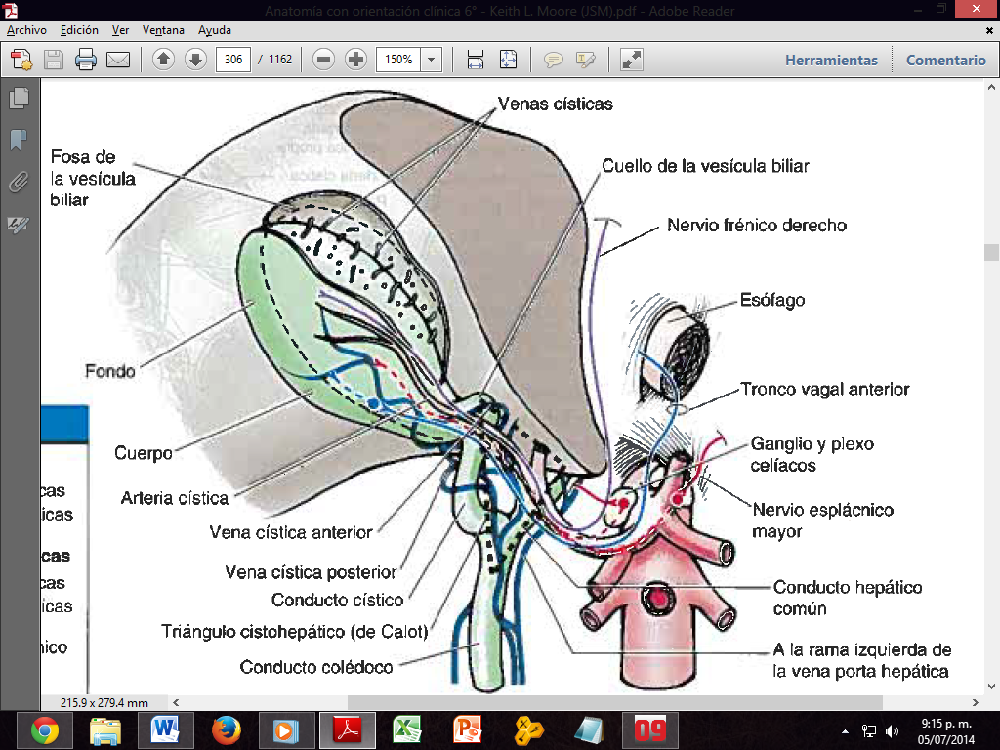 Anatomía con orientación clínica 6° - Keith L. Moore (JSM).pdf - Adobe Reader
Archivo Edición Ver Ventana Ayuda
306 / 1162 150% Herramientas Comentario
Venas císticas
Fosa de
la vesícula
biliar
Cuello de la vesícula biliar
Nervio frénico derecho
Esófago
Fondo
Tronco vagal anterior
Cuerpo
Ganglio y plexo
celíacos
Arteria cística
Nervio esplácnico
mayor
Vena cística anterior
Vena cística posterior
Conducto cístico
Conducto hepático
común
Triángulo cistohepático (de Calot)
Conducto colédoco
A la rama izquierda de
la vena porta hepática
cas
icas
cas
cas
icas
nico
215.9 x 279.4 mm
9:15 p. m.
05/07/2014